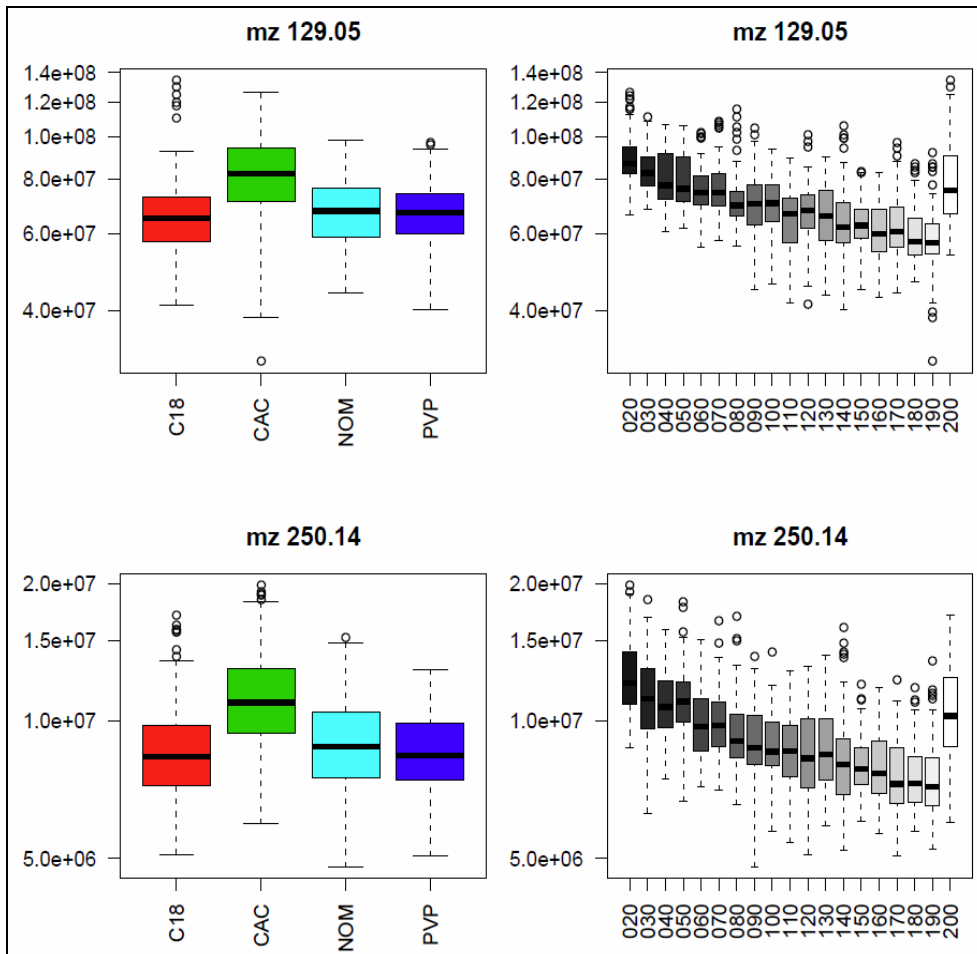 mz 129.05
1.4e+08
1.2e+08
1.0e+08
8.0e+07
6.0e+07
4.0e+07
C18
CAC
NOM
PVP
mz 129.05
1.4e+08
1.2e+08
1.0e+08
8.0e+07
6.0e+07
4.0e+07
020
030
040
050
060
070
080
090
100
110
120
130
140
150
160
170
180
190
200
mz 250.14
2.0e+07
1.5e+07
1.0e+07
5.0e+06
C18
CAC
NOM
PVP
mz 250.14
2.0e+07
1.5e+07
1.0e+07
5.0e+06
020
030
040
050
060
070
080
090
100
110
120
130
140
150
160
170
180
190
200